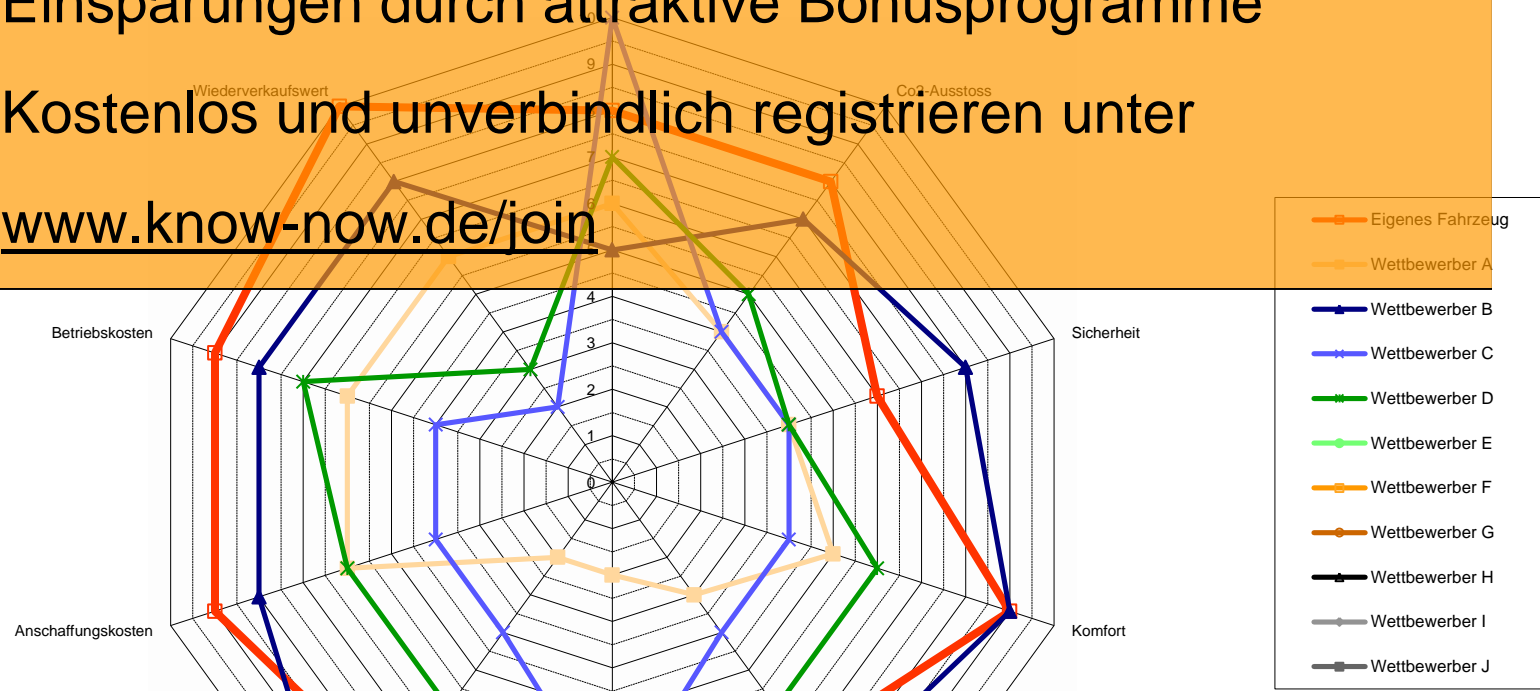 Einsparungen durch attraktive Bonusprogramme
9
Wiederverkaufswert
Co2-Ausstoss
Kostenlos und unverbindlich registrieren unter
7
6
www.know-now.de/join
Eigenes Fahrzeug
Wettbewerber A
4
Wettbewerber B
Betriebskosten
Sicherheit
3
Wettbewerber C
2
Wettbewerber D
1
Wettbewerber E
0
Wettbewerber F
Wettbewerber G
Wettbewerber H
Anschaffungskosten
Komfort
Wettbewerber I
Wettbewerber J